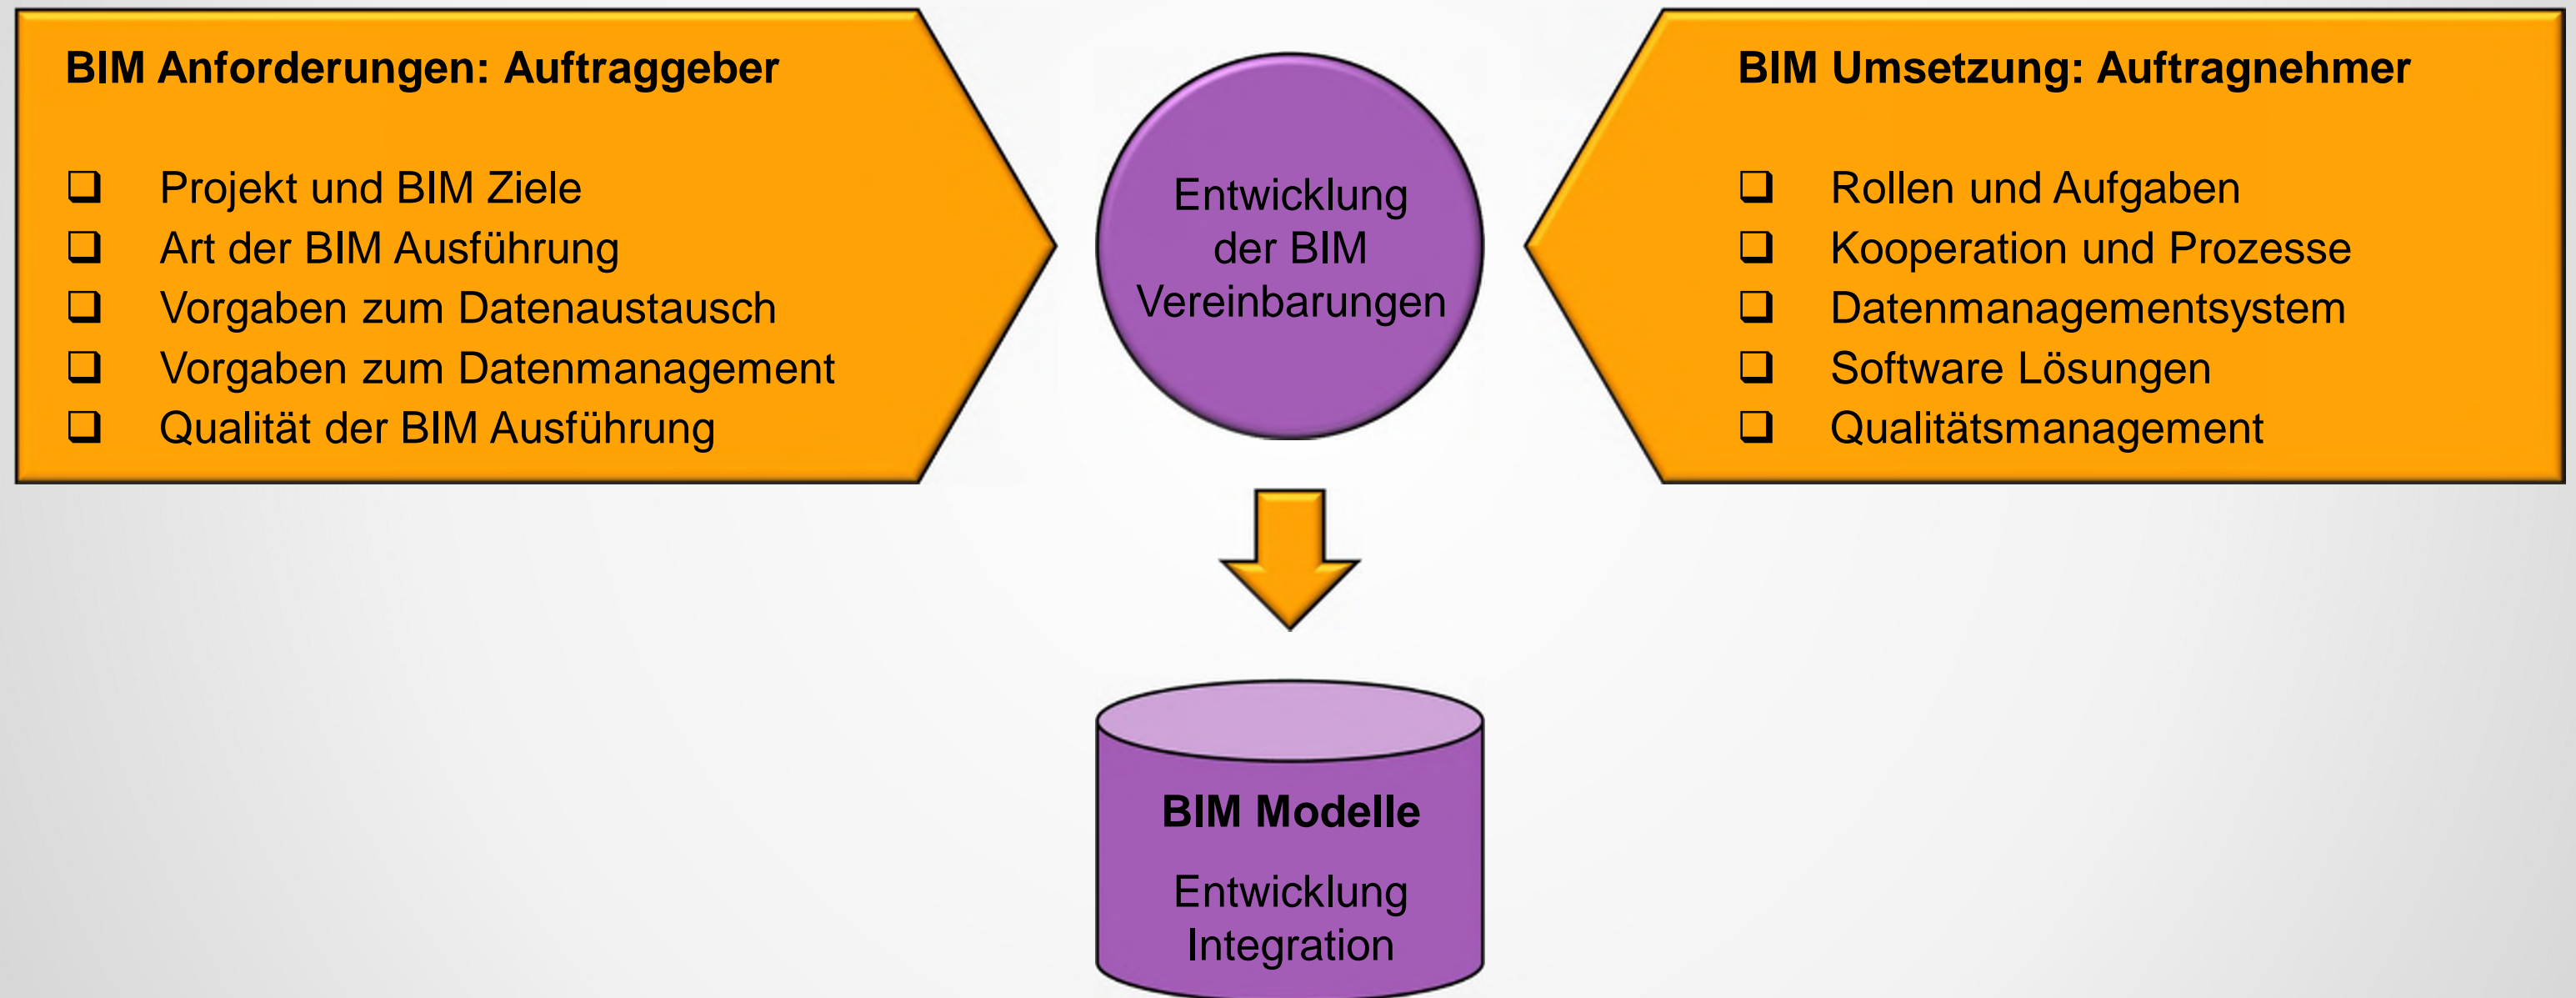 BIM Anforderungen: Auftraggeber
❑ Projekt und BIM Ziele
❑ Art der BIM Ausführung
❑ Vorgaben zum Datenaustausch
❑ Vorgaben zum Datenmanagement
❑ Qualität der BIM Ausführung
Entwicklung
der BIM
Vereinbarungen
BIM Umsetzung: Auftragnehmer
❑ Rollen und Aufgaben
❑ Kooperation und Prozesse
❑ Datenmanagementsystem
❑ Software Lösungen
❑ Qualitätsmanagement
BIM Modelle
Entwicklung
Integration